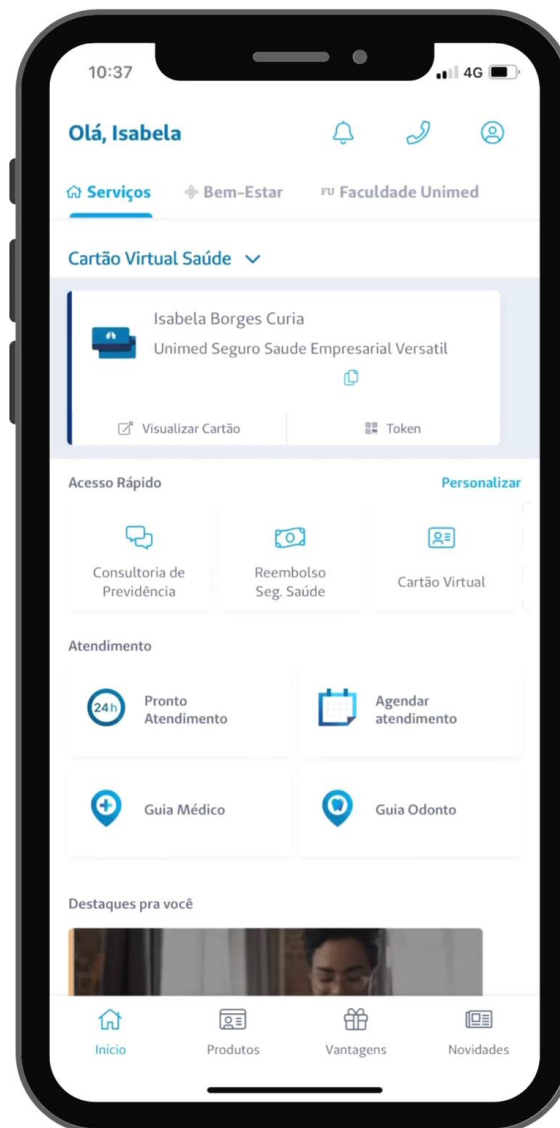 10:37
4G
Olá, Isabela
Serviços
Bem-Estar
FU Faculdade Unimed
Cartão Virtual Saúde
Isabela Borges Curia
Unimed Seguro Saude Empresarial Versatil
Visualizar Cartão
Token
Acesso Rápido
Personalizar
Consultoria de
Previdência
Reembolso
Seg. Saúde
Cartão Virtual
Atendimento
24h
Pronto
Atendimento
Agendar
atendimento
Guia Médico
Guia Odonto
Destaques pra você
Início
Produtos
Vantagens
Novidades